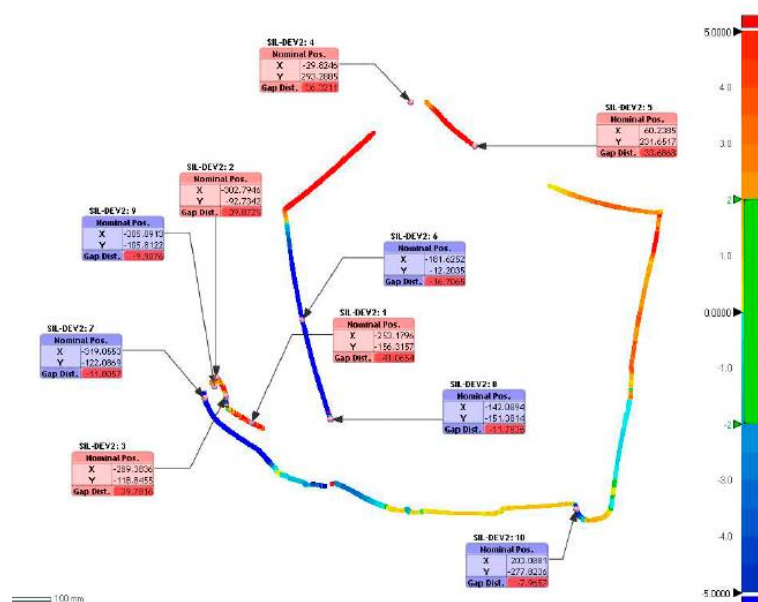 SIL-DEV2: 4
Nominal Pos.
X -29.8246
Y 293.2885
Gap Dist. 36.3211
SIL-DEV2: 5
Nominal Pos.
X 60.2385
Y 231.6547
Gap Dist. 33.6863
SIL-DEV2: 2
Nominal Pos.
X -302.7946
Y -92.7342
Gap Dist. 39.8725
SIL-DEV2: 9
Nominal Pos.
X -305.0913
Y -105.8122
Gap Dist. -9.9076
SIL-DEV2: 6
Nominal Pos.
X -181.6252
Y -12.2035
Gap Dist. -16.7065
SIL-DEV2: 7
Nominal Pos.
X -319.0553
Y -122.0869
Gap Dist. -11.8057
SIL-DEV2: 1
Nominal Pos.
X -253.1796
Y -156.3157
Gap Dist. 41.0654
SIL-DEV2: 8
Nominal Pos.
X -142.0894
Y -151.3814
Gap Dist. -11.7836
SIL-DEV2: 3
Nominal Pos.
X -289.3836
Y -118.8455
Gap Dist. 39.7816
SIL-DEV2: 10
Nominal Pos.
X 203.0881
Y -277.8236
Gap Dist. -7.9657
5.0000
4.0
3.0
2
1.0
0.0000
-1.0
-2
-3.0
-4.0
-5.0000
100 mm